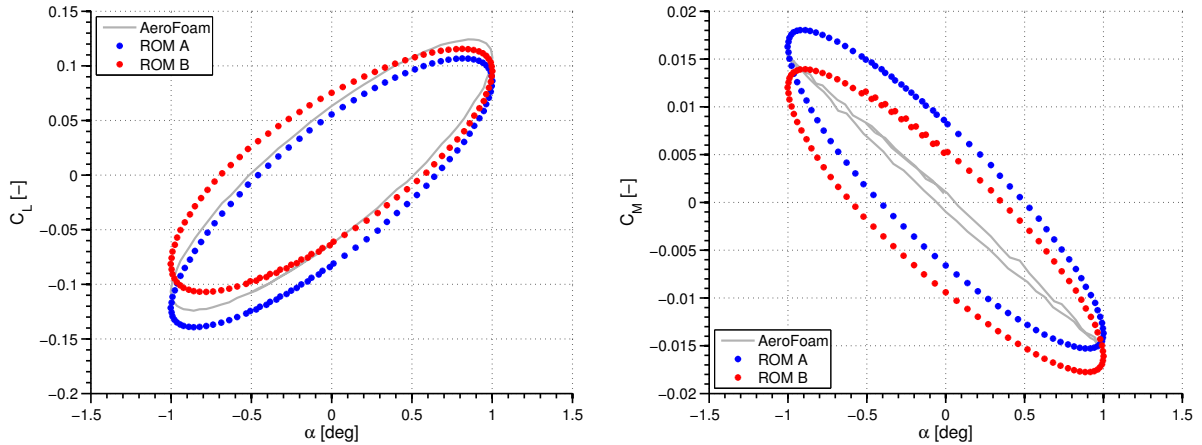 0.15
0.1
0.05
0
−0.05
−0.1
−0.15
−0.2
C_L [−]
AeroFoam
ROM A
ROM B
−1.5 −1 −0.5 0 0.5 1 1.5
α [deg]
0.02
0.015
0.01
0.005
0
−0.005
−0.01
−0.015
−0.02
C_M [−]
AeroFoam
ROM A
ROM B
−1.5 −1 −0.5 0 0.5 1 1.5
α [deg]